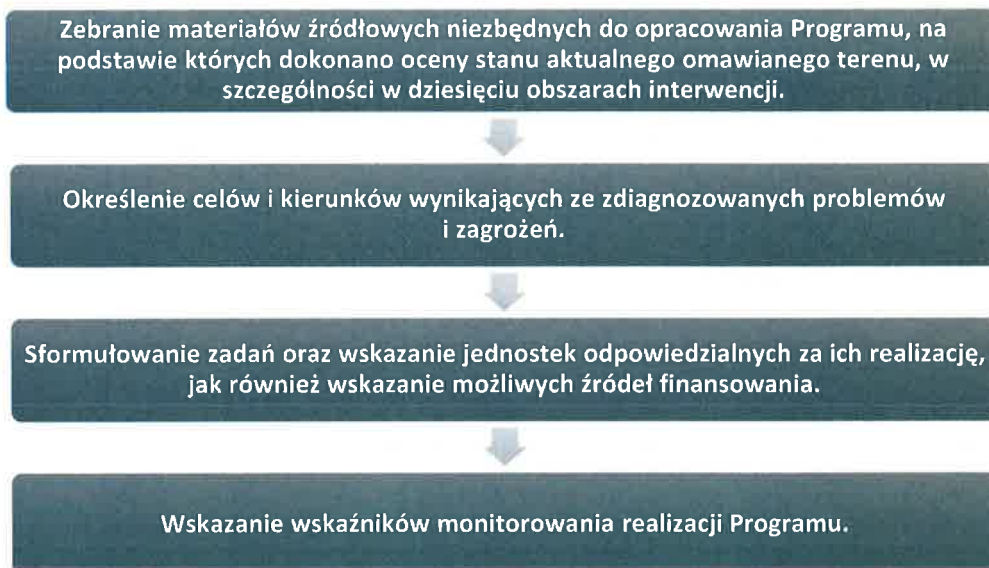 Zebranie materiałów źródłowych niezbędnych do opracowania Programu, na
podstawie których dokonano oceny stanu aktualnego omawianego terenu, w
szczególności w dziesięciu obszarach interwencji.
Określenie celów i kierunków wynikających ze zdiagnozowanych problemów
i zagrożeń.
Sformułowanie zadań oraz wskazanie jednostek odpowiedzialnych za ich realizację,
jak również wskazanie możliwych źródeł finansowania.
Wskazanie wskaźników monitorowania realizacji Programu.